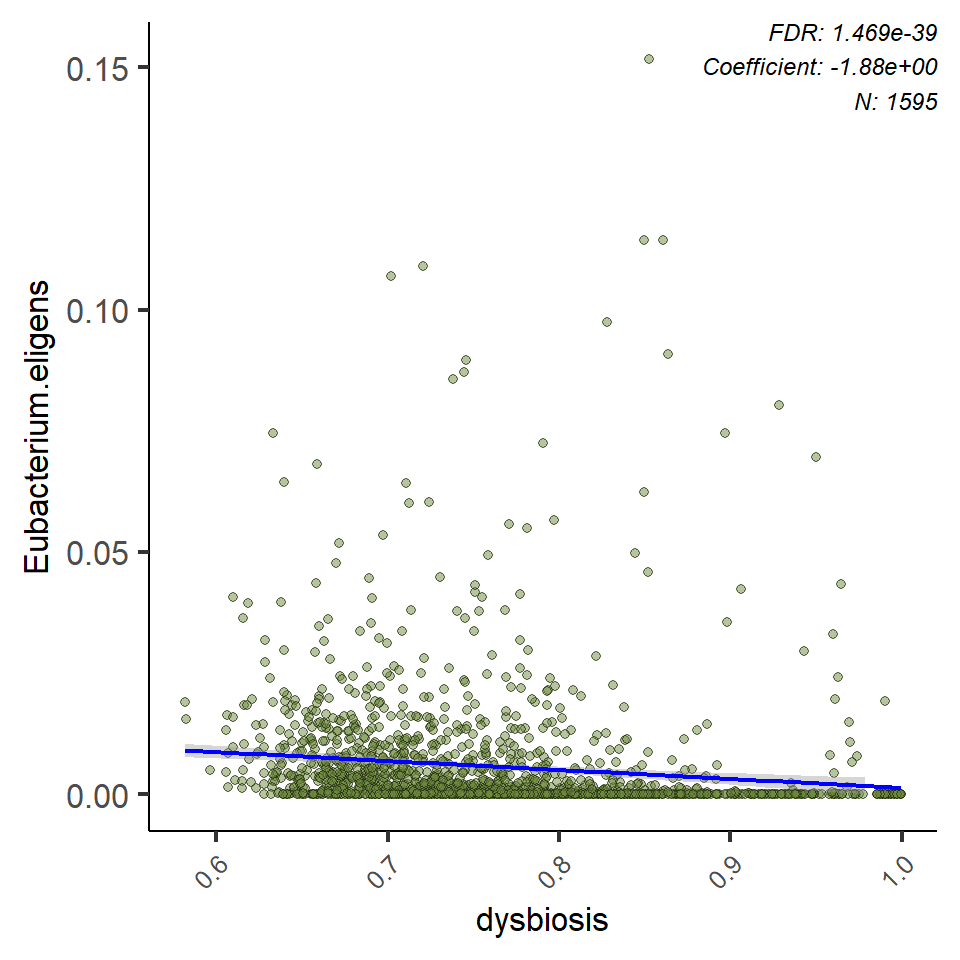 FDR: 1.469e-39
Coefficient: -1.88e+00
N: 1595
0.15
0.10
0.05
0.00
Eubacterium.eligens
0.6
0.7
0.8
0.9
1.0
dysbiosis